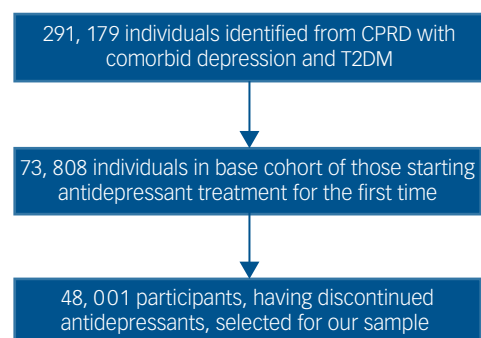 291, 179 individuals identified from CPRD with
comorbid depression and T2DM
73, 808 individuals in base cohort of those starting
antidepressant treatment for the first time
48, 001 participants, having discontinued
antidepressants, selected for our sample